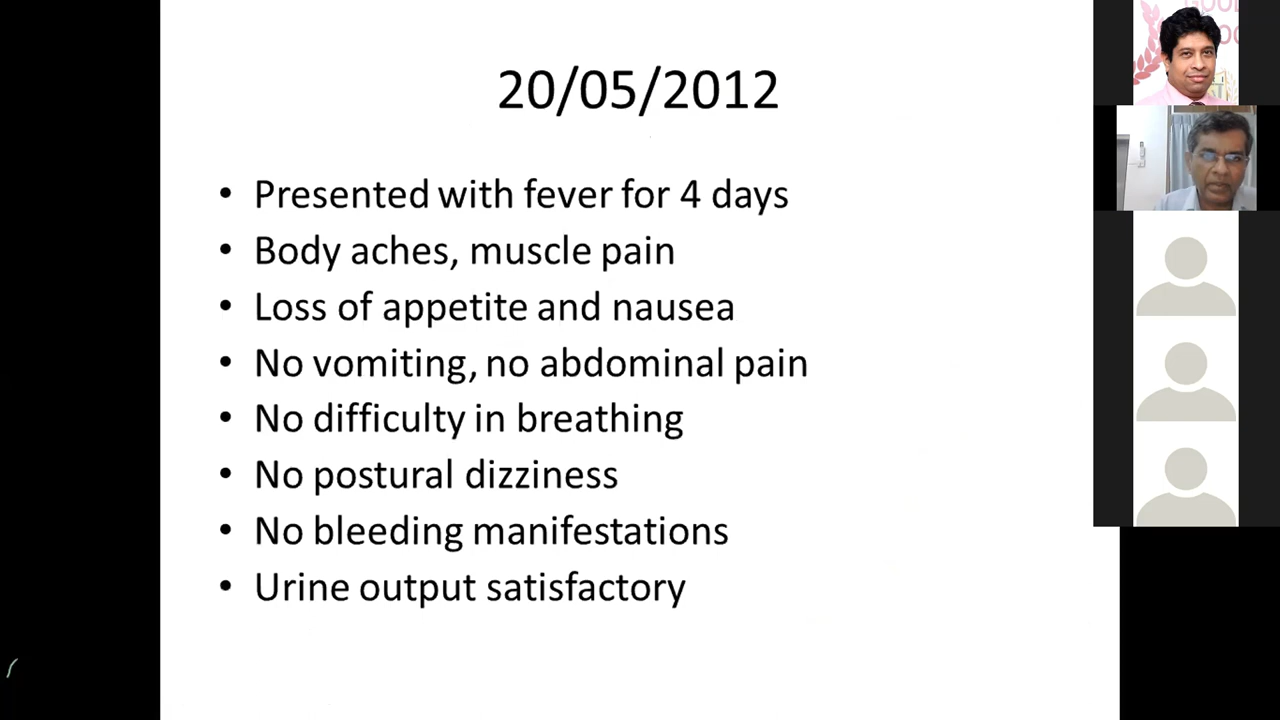 20/05/2012
• Presented with fever for 4 days
• Body aches, muscle pain
• Loss of appetite and nausea
• No vomiting, no abdominal pain
• No difficulty in breathing
• No postural dizziness
• No bleeding manifestations
• Urine output satisfactory